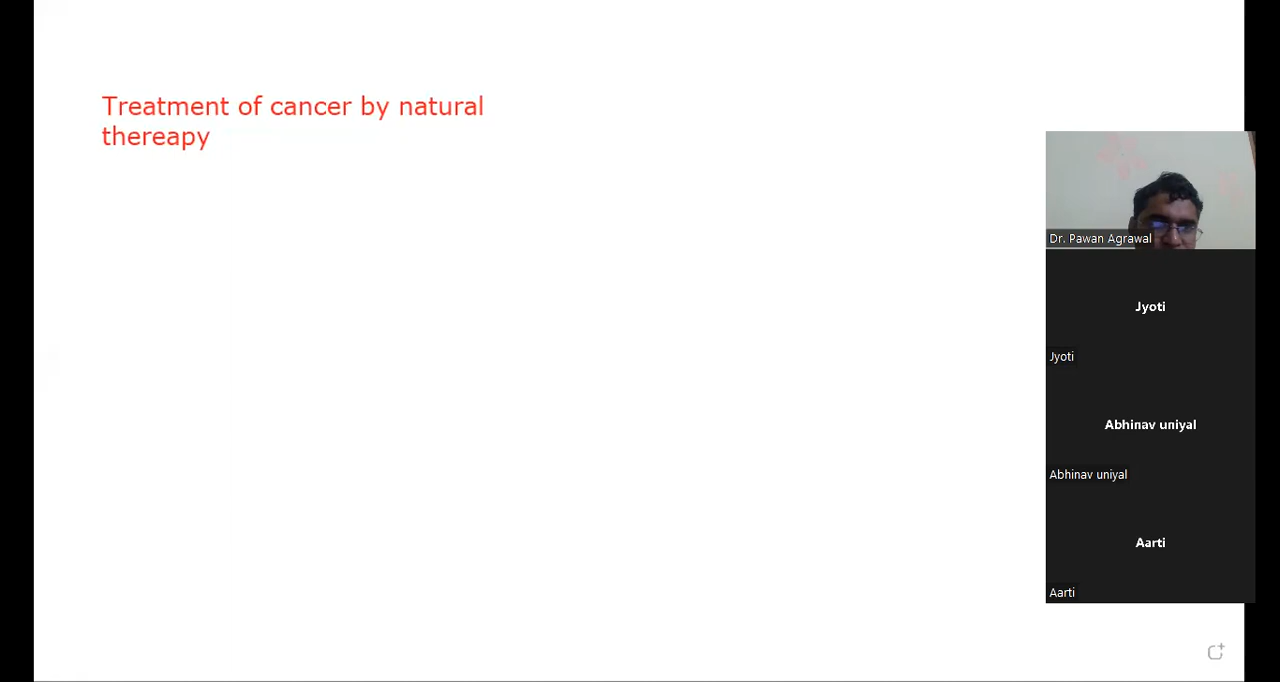 Treatment of cancer by natural
thereapy
Dr. Pawan Agrawal
Jyoti
Jyoti
Abhinav uniyal
Abhinav uniyal
Aarti
Aarti